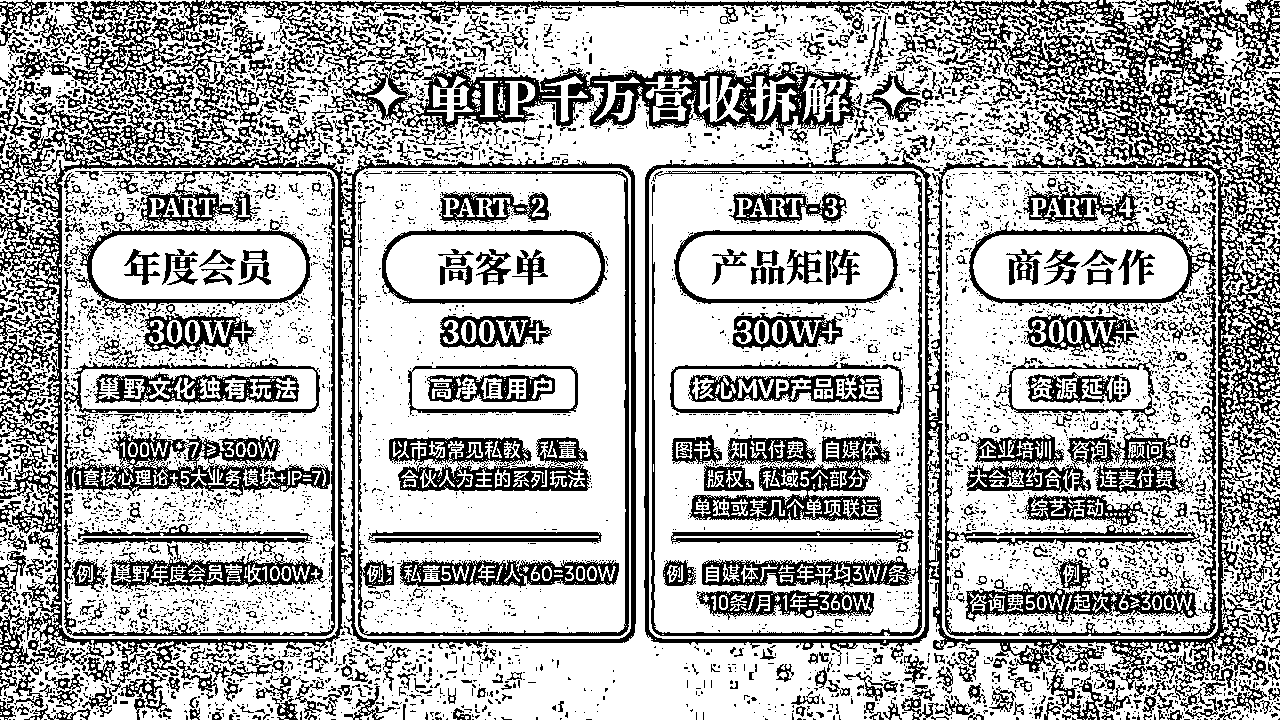 单IP千万营收拆解
PART-1
年度会员
300W+
巢野文化独有玩法
100W * 7 > 300W
(1套核心理论+5大业务模块+IP=7)
例：巢野年度会员营收100W+
PART-2
高客单
300W+
高净值用户
以市场常见私教、私董、
合伙人为主的系列玩法
例：私董5W/年/人*60=300W
PART-3
产品矩阵
300W+
核心MVP产品联运
图书、知识付费、自媒体、
版权、私域5个部分
单独或某几个单项联运
例：自媒体广告年平均3W/条
*10条/月*1年=360W
PART-4
商务合作
300W+
资源延伸
企业培训、咨询、顾问、
大会邀约合作、连麦付费、
综艺活动……
例：
咨询费50W/起次*6=300W